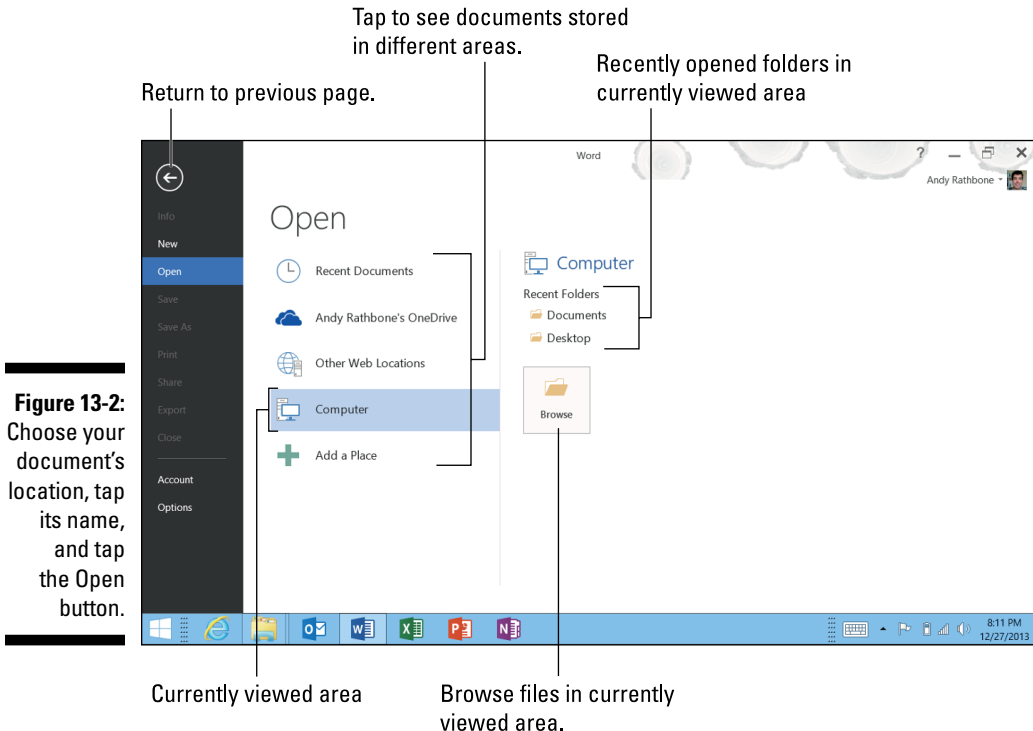 Tap to see documents stored
in different areas.
Recently opened folders in
currently viewed area
Return to previous page.
Word
?
Andy Rathbone
Info
New
Open
Save
Save As
Print
Share
Export
Close
Account
Options
Open
Recent Documents
Andy Rathbone's OneDrive
Other Web Locations
Computer
Add a Place
Computer
Recent Folders
Documents
Desktop
Browse
Figure 13-2:
Choose your
document's
location, tap
its name,
and tap
the Open
button.
8:11 PM
12/27/2013
Currently viewed area
Browse files in currently
viewed area.